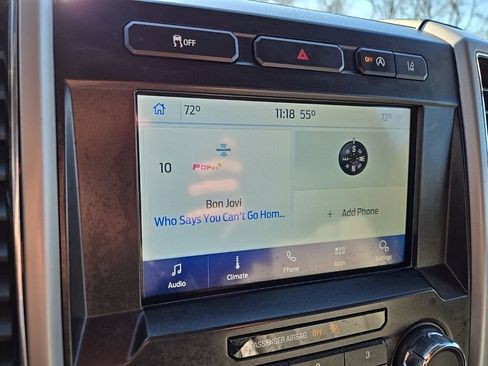 OFF
OFF
72° 11:18 55° 72°
10
Bon Jovi
Who Says You Can't Go Hom...
+ Add Phone
Audio Climate Phone Apps Settings
PASSENGER AIRBAG OFF
3